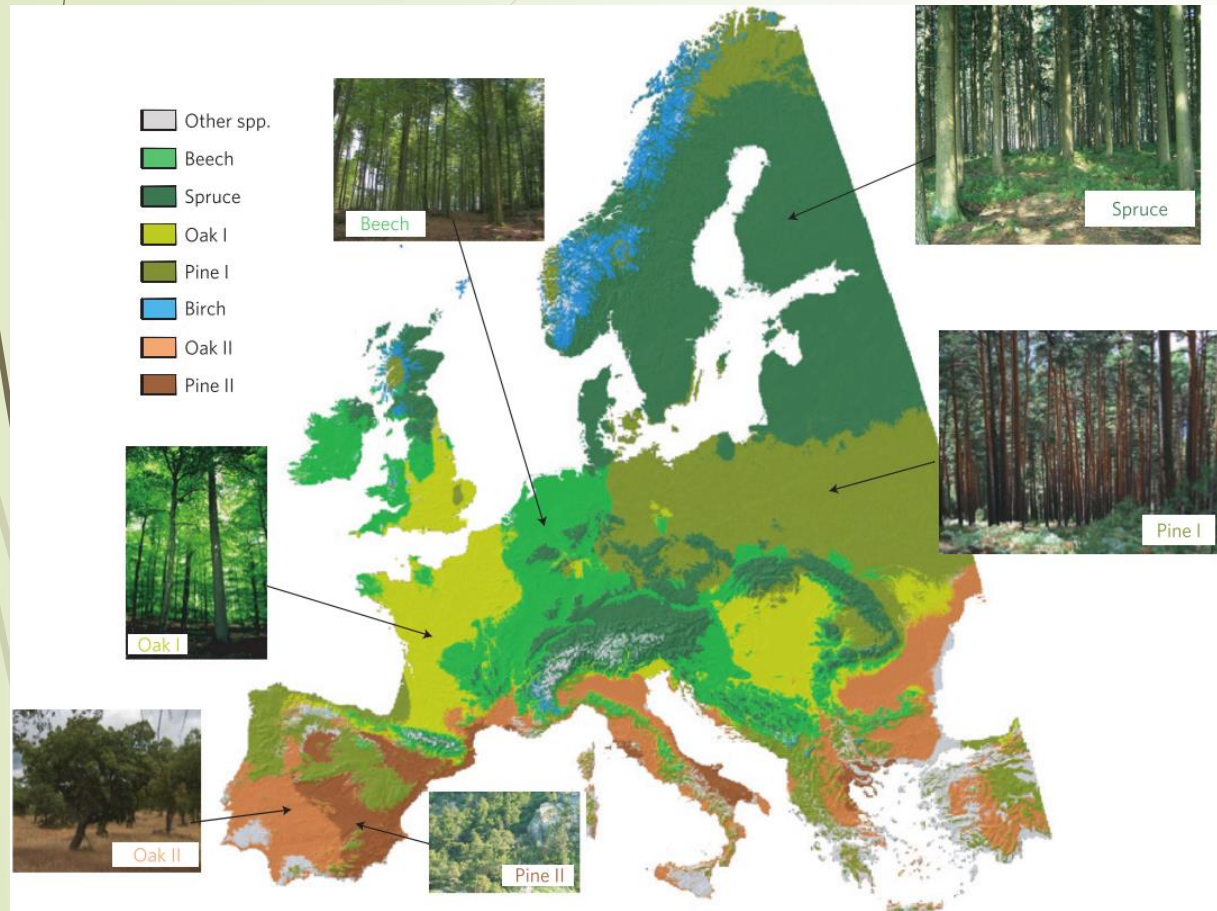 Other spp.
Beech
Spruce
Oak I
Pine I
Birch
Oak II
Pine II
Beech
Spruce
Pine I
Oak I
Oak II
Pine II